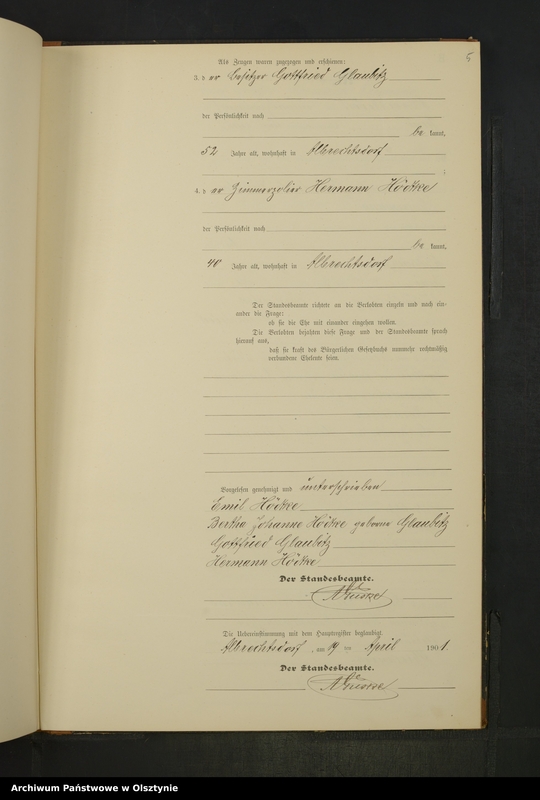 5
Als Zeugen waren zugezogen und erschienen:
3. der Besitzer Gottfried Glaubitz
der Persönlichkeit nach
be kannt,
52 Jahre alt, wohnhaft in Albrechtsdorf
4. der Zimmerpolier Hermann Hödtke
der Persönlichkeit nach
be kannt,
40 Jahre alt, wohnhaft in Albrechtsdorf
Der Standesbeamte richtete an die Verlobten einzeln und nach ein-
ander die Frage:
ob sie die Ehe mit einander eingehen wollen.
Die Verlobten bejahten diese Frage und der Standesbeamte sprach
hierauf aus,
daß sie kraft des Bürgerlichen Gesetzbuchs nunmehr rechtmäßig
verbundene Eheleute seien.
Vorgelesen, genehmigt und unterschrieben
Emil Hödtke
Bertha Johanne Hödtke geborne Glaubitz
Gottfried Glaubitz
Hermann Hödtke
Der Standesbeamte.
Die Uebereinstimmung mit dem Hauptregister beglaubigt
Albrechtsdorf, am 19 ten April 1901.
Der Standesbeamte.
Archiwum Państwowe w Olsztynie